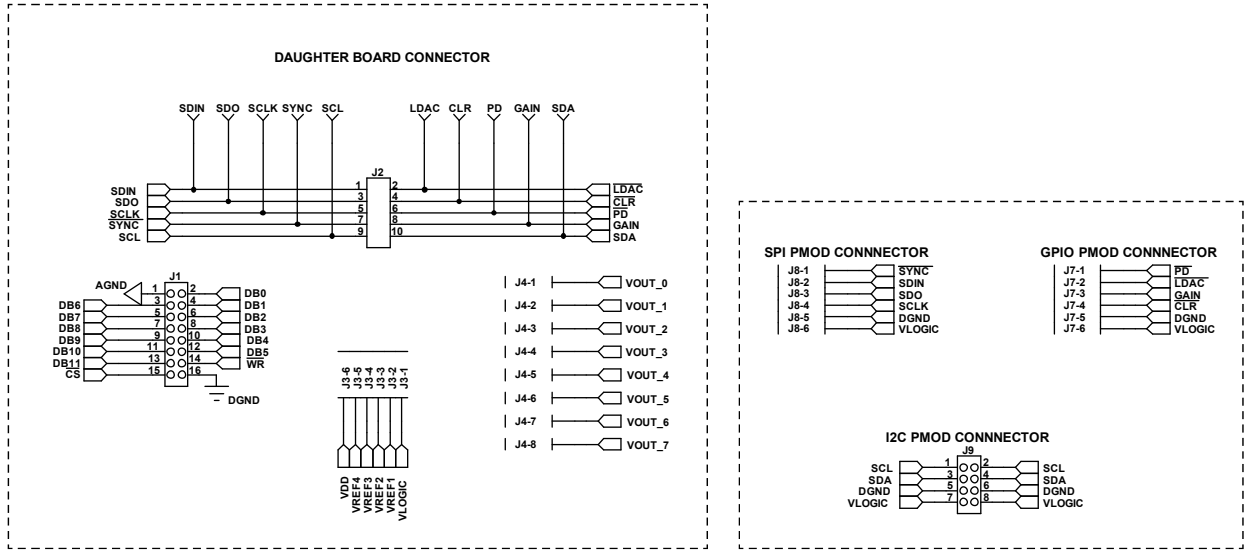 DAUGHTER BOARD CONNECTOR
SDIN SDO SCLK SYNC SCL LDAC CLR PD GAIN SDA
J2
SDIN 1 2 LDAC
SDO 3 4 CLR
SCLK 5 6 PD
SYNC 7 8 GAIN
SCL 9 10 SDA
J1
AGND 1 2 DB0
DB6 3 4 DB1
DB7 5 6 DB2
DB8 7 8 DB3
DB9 9 10 DB4
DB10 11 12 DB5
DB11 13 14 WR
CS 15 16
DGND
J3-6 J3-5 J3-4 J3-3 J3-2 J3-1
VDD VREF4 VREF3 VREF2 VREF1 VLOGIC
J4-1 VOUT_0
J4-2 VOUT_1
J4-3 VOUT_2
J4-4 VOUT_3
J4-5 VOUT_4
J4-6 VOUT_5
J4-7 VOUT_6
J4-8 VOUT_7
SPI PMOD CONNNECTOR
J8-1 SYNC
J8-2 SDIN
J8-3 SDO
J8-4 SCLK
J8-5 DGND
J8-6 VLOGIC
GPIO PMOD CONNNECTOR
J7-1 PD
J7-2 LDAC
J7-3 GAIN
J7-4 CLR
J7-5 DGND
J7-6 VLOGIC
I2C PMOD CONNNECTOR
J9
SCL 1 2 SCL
SDA 3 4 SDA
DGND 5 6 DGND
VLOGIC 7 8 VLOGIC